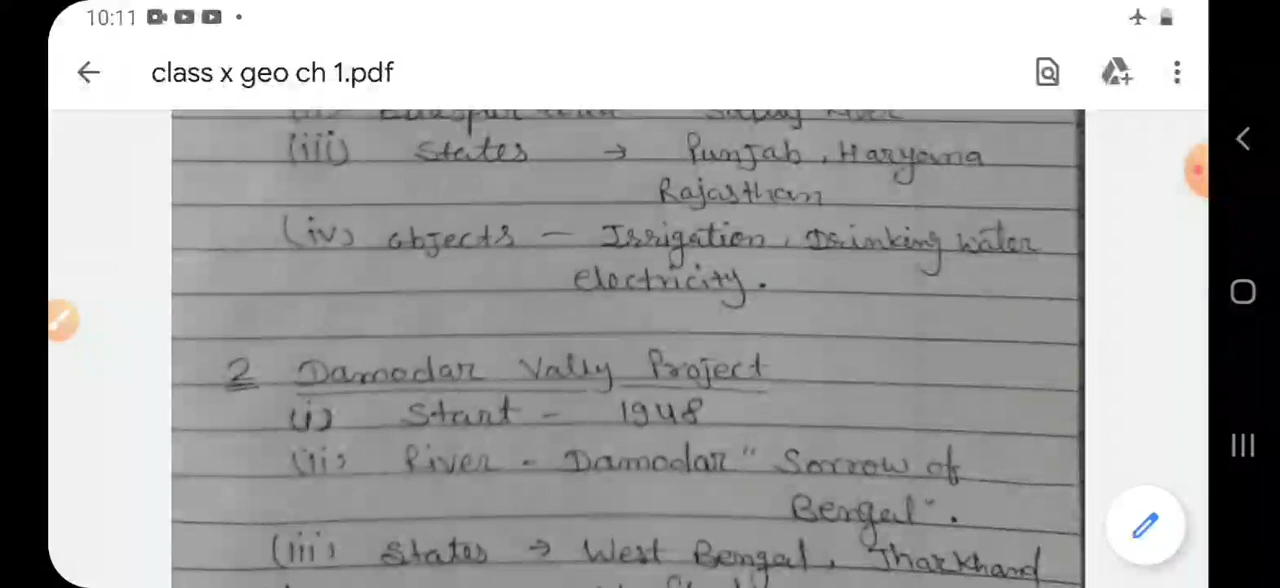 10:11
class x geo ch 1.pdf
(iii) States → Punjab, Haryana
Rajasthan
(iv) objects - Irrigation, Drinking water
electricity.
2 Damodar Vally Project
(i) Start - 1948
(ii) River - Damodar "Sorrow of
Bengal".
(iii) States → West Bengal, Jharkhand